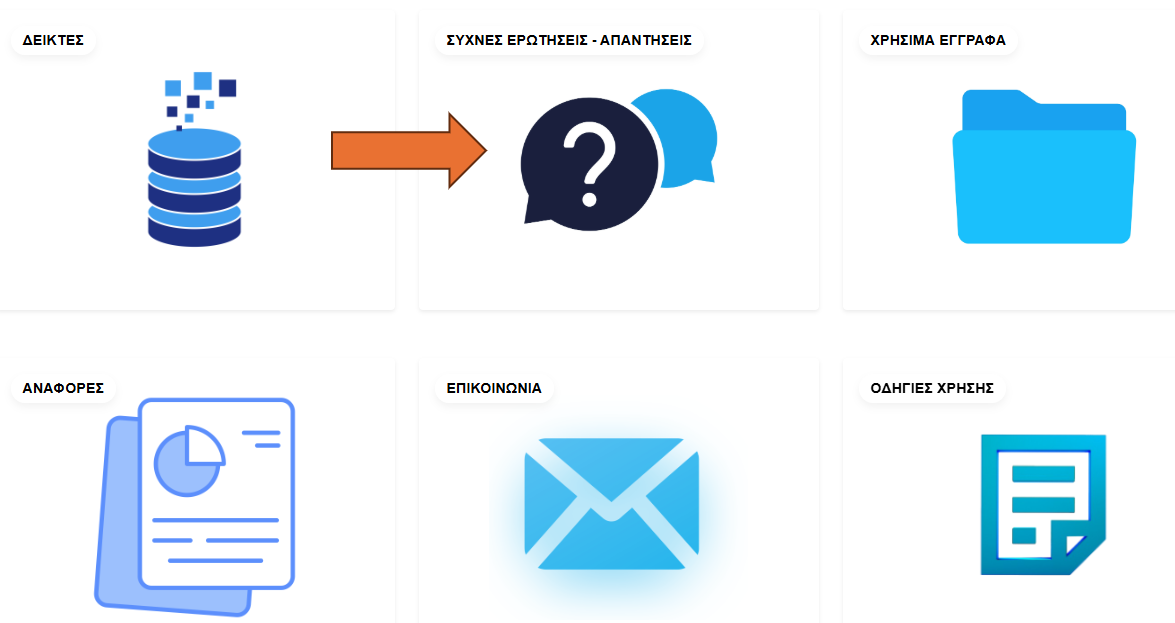 ΔΕΙΚΤΕΣ
ΣΥΧΝΕΣ ΕΡΩΤΗΣΕΙΣ - ΑΠΑΝΤΗΣΕΙΣ
ΧΡΗΣΙΜΑ ΕΓΓΡΑΦΑ
ΑΝΑΦΟΡΕΣ
ΕΠΙΚΟΙΝΩΝΙΑ
ΟΔΗΓΙΕΣ ΧΡΗΣΗΣ